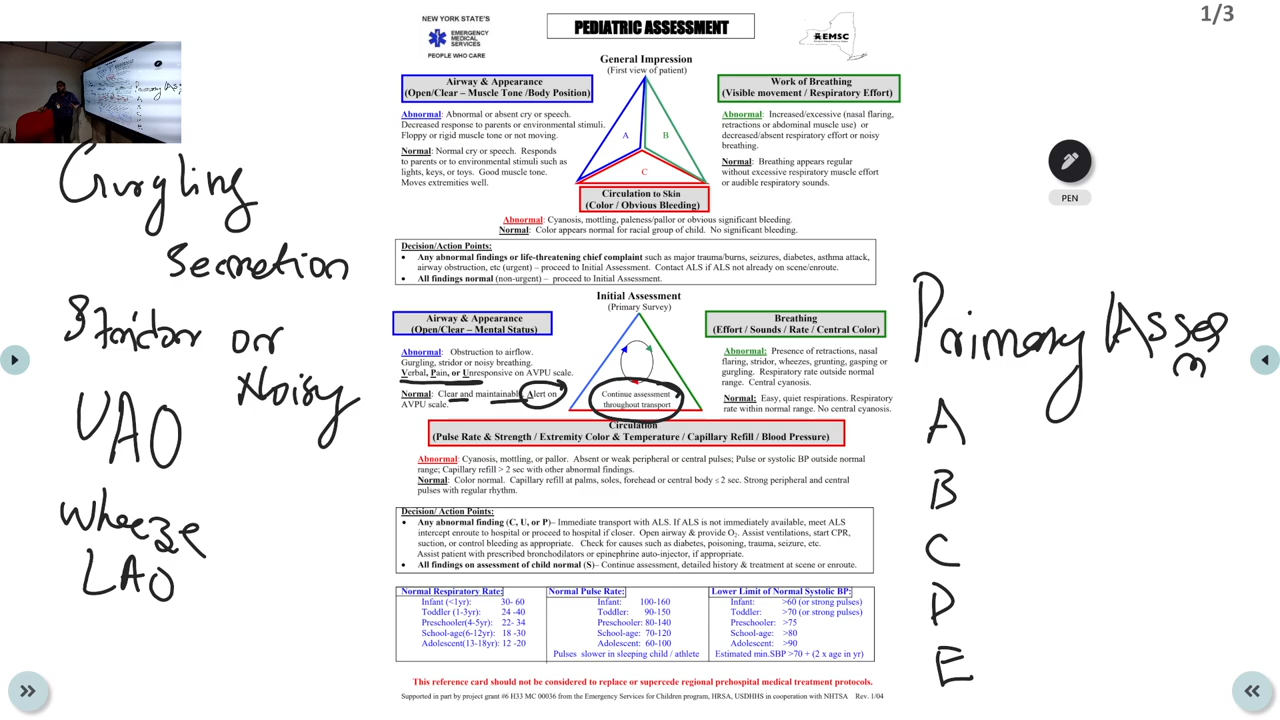 1/3
NEW YORK STATE'S
EMERGENCY
MEDICAL
SERVICES
PEOPLE WHO CARE
PEDIATRIC ASSESSMENT
REMSC
General Impression
(First view of patient)
Airway & Appearance
(Open/Clear – Muscle Tone /Body Position)
Abnormal: Abnormal or absent cry or speech.
Decreased response to parents or environmental stimuli.
Floppy or rigid muscle tone or not moving.
Normal: Normal cry or speech. Responds
to parents or to environmental stimuli such as
lights, keys, or toys. Good muscle tone.
Moves extremities well.
A
B
C
Work of Breathing
(Visible movement / Respiratory Effort)
Abnormal: Increased/excessive (nasal flaring,
retractions or abdominal muscle use) or
decreased/absent respiratory effort or noisy
breathing.
Normal: Breathing appears regular
without excessive respiratory muscle effort
or audible respiratory sounds.
Circulation to Skin
(Color / Obvious Bleeding)
Abnormal: Cyanosis, mottling, paleness/pallor or obvious significant bleeding.
Normal: Color appears normal for racial group of child. No significant bleeding.
Decision/Action Points:
• Any abnormal findings or life-threatening chief complaint such as major trauma/burns, seizures, diabetes, asthma attack,
airway obstruction, etc (urgent) – proceed to Initial Assessment. Contact ALS if ALS not already on scene/enroute.
• All findings normal (non-urgent) – proceed to Initial Assessment.
Initial Assessment
(Primary Survey)
Airway & Appearance
(Open/Clear – Mental Status)
Abnormal: Obstruction to airflow.
Gurgling, stridor or noisy breathing.
Verbal, Pain, or Unresponsive on AVPU scale.
Normal: Clear and maintainable. Alert on
AVPU scale.
Continue assessment
throughout transport
Breathing
(Effort / Sounds / Rate / Central Color)
Abnormal: Presence of retractions, nasal
flaring, stridor, wheezes, grunting, gasping or
gurgling. Respiratory rate outside normal
range. Central cyanosis.
Normal: Easy, quiet respirations. Respiratory
rate within normal range. No central cyanosis.
Circulation
(Pulse Rate & Strength / Extremity Color & Temperature / Capillary Refill / Blood Pressure)
Abnormal: Cyanosis, mottling, or pallor. Absent or weak peripheral or central pulses; Pulse or systolic BP outside normal
range; Capillary refill > 2 sec with other abnormal findings.
Normal: Color normal. Capillary refill at palms, soles, forehead or central body ≤ 2 sec. Strong peripheral and central
pulses with regular rhythm.
Decision/ Action Points:
• Any abnormal finding (C, U, or P)– Immediate transport with ALS. If ALS is not immediately available, meet ALS
intercept enroute to hospital or proceed to hospital if closer. Open airway & provide O2. Assist ventilations, start CPR,
suction, or control bleeding as appropriate. Check for causes such as diabetes, poisoning, trauma, seizure, etc.
Assist patient with prescribed bronchodilators or epinephrine auto-injector, if appropriate.
• All findings on assessment of child normal (S)– Continue assessment, detailed history & treatment at scene or enroute.
Normal Respiratory Rate:
Infant (<1yr): 30- 60
Toddler (1-3yr): 24 -40
Preschooler(4-5yr): 22- 34
School-age(6-12yr): 18 -30
Adolescent(13-18yr): 12 -20
Normal Pulse Rate:
Infant: 100-160
Toddler: 90-150
Preschooler: 80-140
School-age: 70-120
Adolescent: 60-100
Pulses slower in sleeping child / athlete
Lower Limit of Normal Systolic BP:
Infant: >60 (or strong pulses)
Toddler: >70 (or strong pulses)
Preschooler: >75
School-age: >80
Adolescent: >90
Estimated min.SBP >70 + (2 x age in yr)
This reference card should not be considered to replace or supercede regional prehospital medical treatment protocols.
Supported in part by project grant #6 H33 MC 00036 from the Emergency Services for Children program, HRSA, USDHHS in cooperation with NHTSA Rev. 1/04
Gurgling
Secretion
Stridor or
Noisy
UAO
Wheeze
LAO
PEN
Primary
A
B
C
D
E